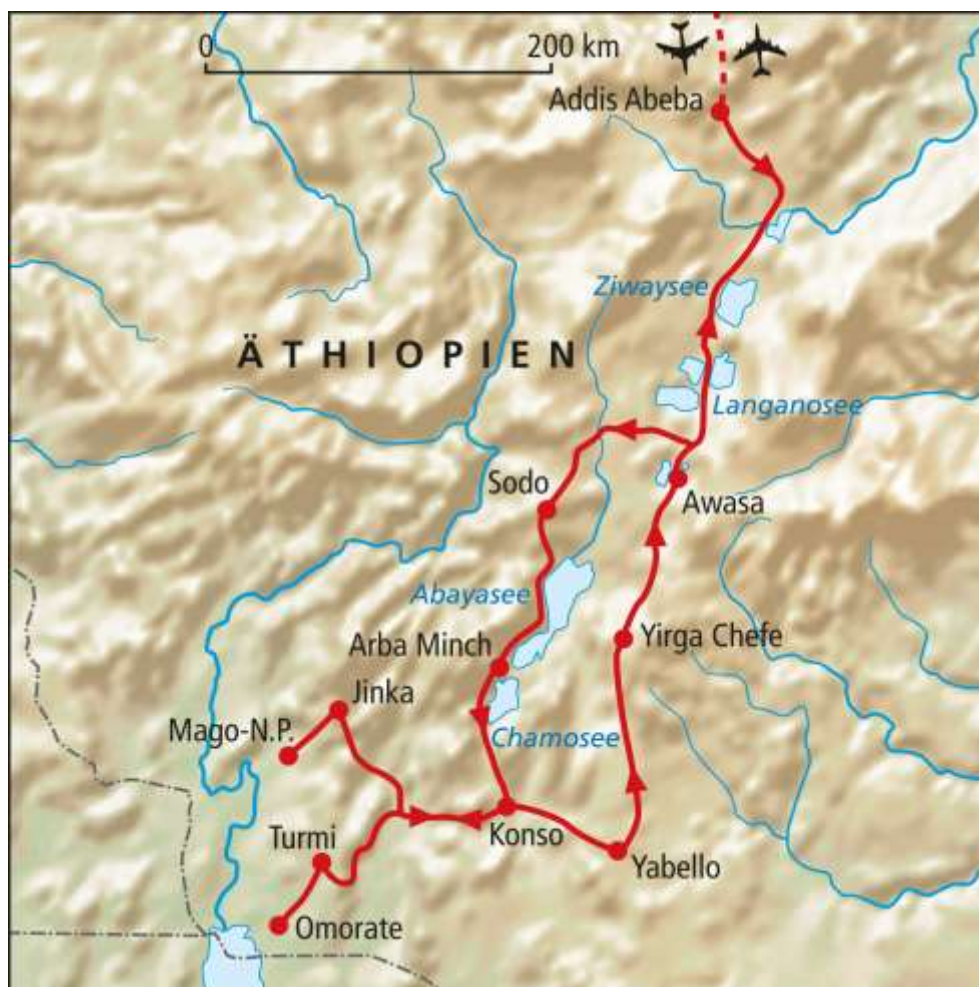 0 200 km
Addis Abeba
Ziwaysee
ÄTHIOPIEN
Langanosee
Sodo
Awasa
Abayasee
Yirga Chefe
Arba Minch
Jinka
Mago-N.P.
Chamosee
Konso
Turmi
Yabello
Omorate